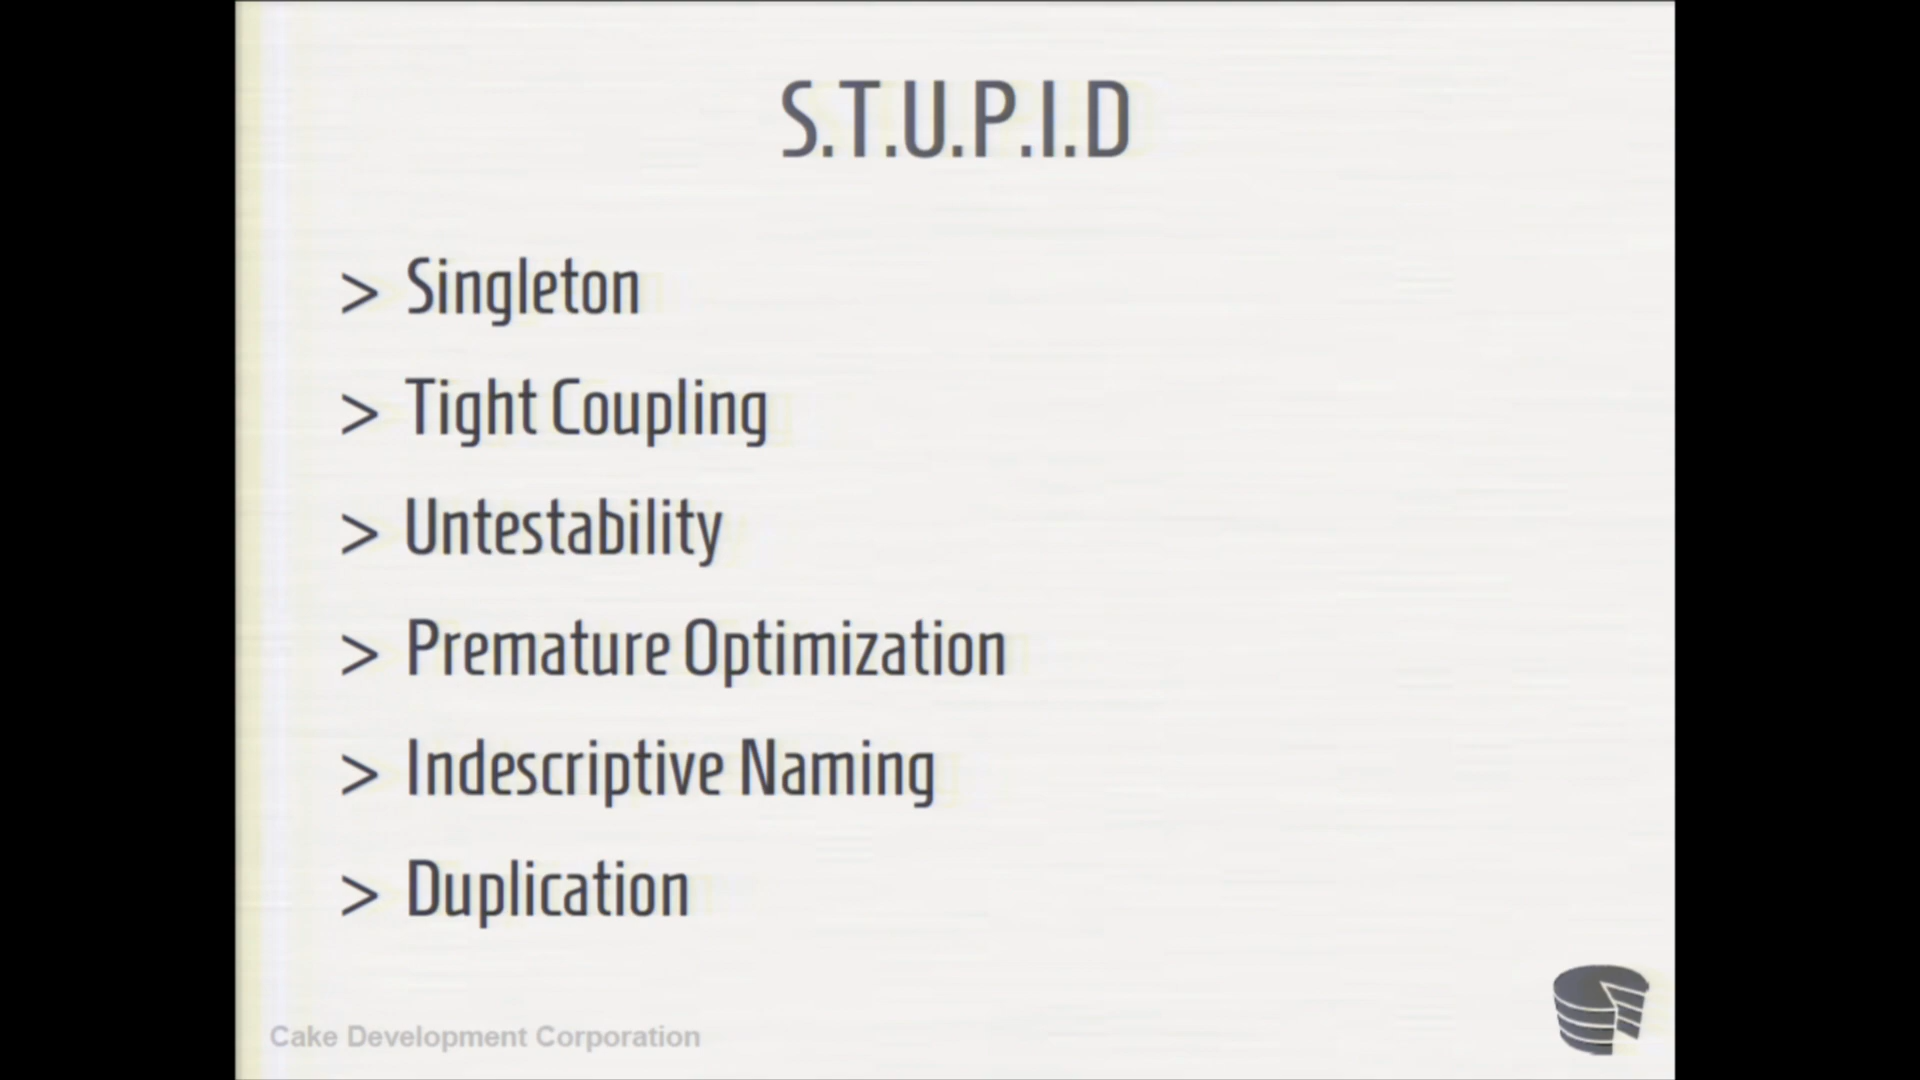 S.T.U.P.I.D
> Singleton
> Tight Coupling
> Untestability
> Premature Optimization
> Indescriptive Naming
> Duplication
Cake Development Corporation